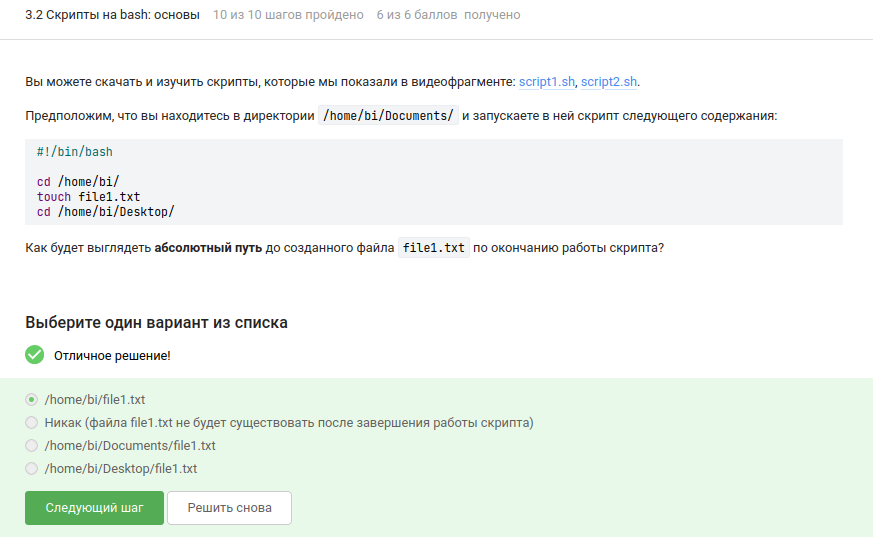 3.2 Скрипты на bash: основы 10 из 10 шагов пройдено 6 из 6 баллов получено
Вы можете скачать и изучить скрипты, которые мы показали в видеофрагменте: script1.sh, script2.sh.
Предположим, что вы находитесь в директории /home/bi/Documents/ и запускаете в ней скрипт следующего содержания:
#!/bin/bash
cd /home/bi/
touch file1.txt
cd /home/bi/Desktop/
Как будет выглядеть абсолютный путь до созданного файла file1.txt по окончанию работы скрипта?
Выберите один вариант из списка
Отличное решение!
/home/bi/file1.txt
Никак (файла file1.txt не будет существовать после завершения работы скрипта)
/home/bi/Documents/file1.txt
/home/bi/Desktop/file1.txt
Следующий шаг Решить снова